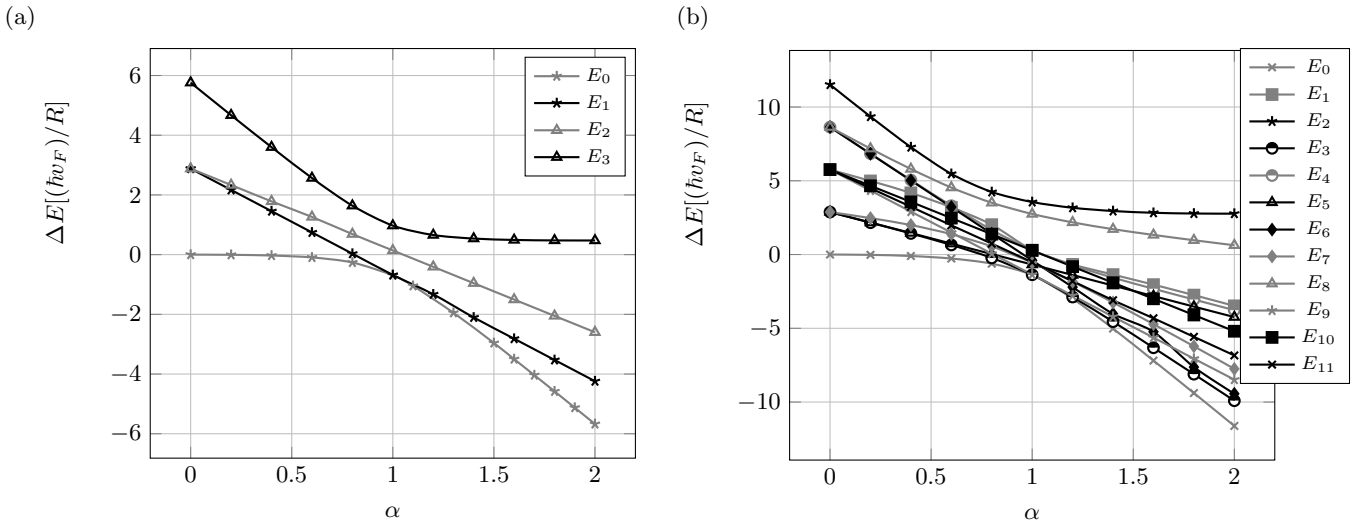 (a)
6
4
2
0
−2
−4
−6
0
0.5
1
1.5
2
α
ΔE[(ħv_F)/R]
E_0
E_1
E_2
E_3
(b)
10
5
0
−5
−10
0
0.5
1
1.5
2
α
ΔE[(ħv_F)/R]
E_0
E_1
E_2
E_3
E_4
E_5
E_6
E_7
E_8
E_9
E_10
E_11